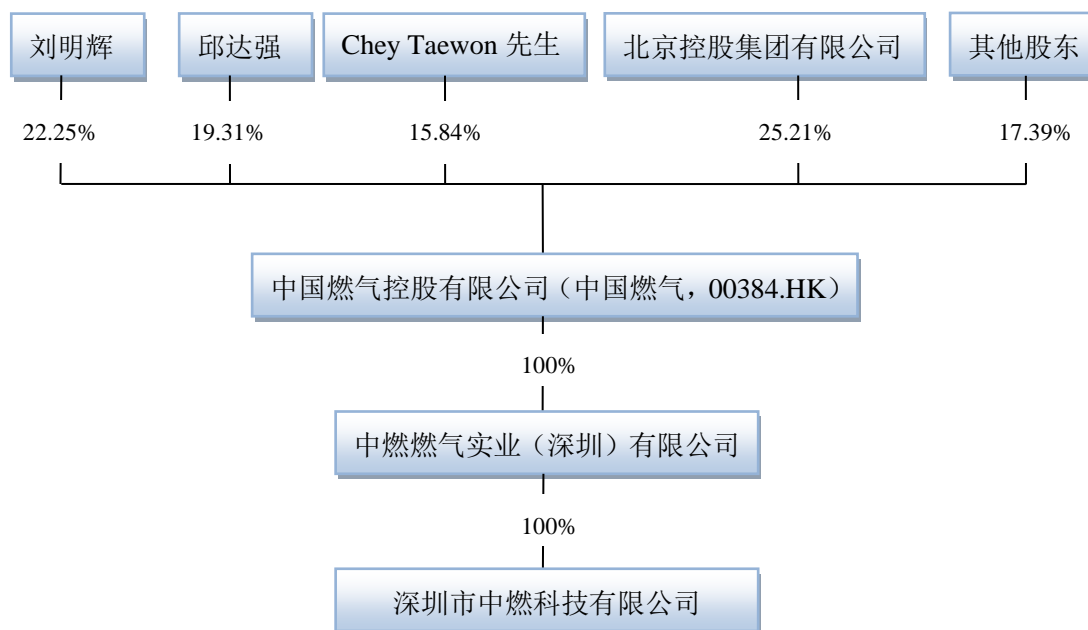 刘明辉 邱达强 Chey Taewon 先生 北京控股集团有限公司 其他股东
22.25% 19.31% 15.84% 25.21% 17.39%
中国燃气控股有限公司（中国燃气，00384.HK）
100%
中燃燃气实业（深圳）有限公司
100%
深圳市中燃科技有限公司